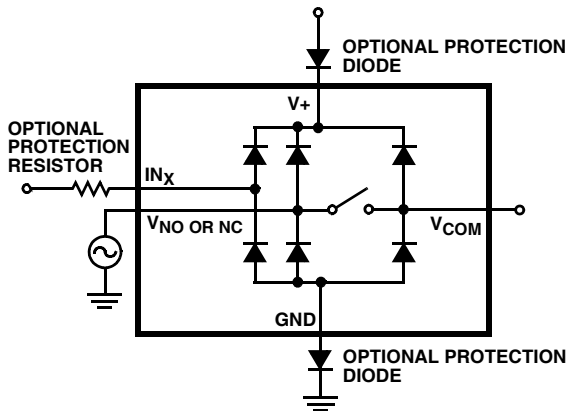 OPTIONAL PROTECTION
DIODE
V+
OPTIONAL
PROTECTION
RESISTOR
INX
VNO OR NC
VCOM
GND
OPTIONAL PROTECTION
DIODE